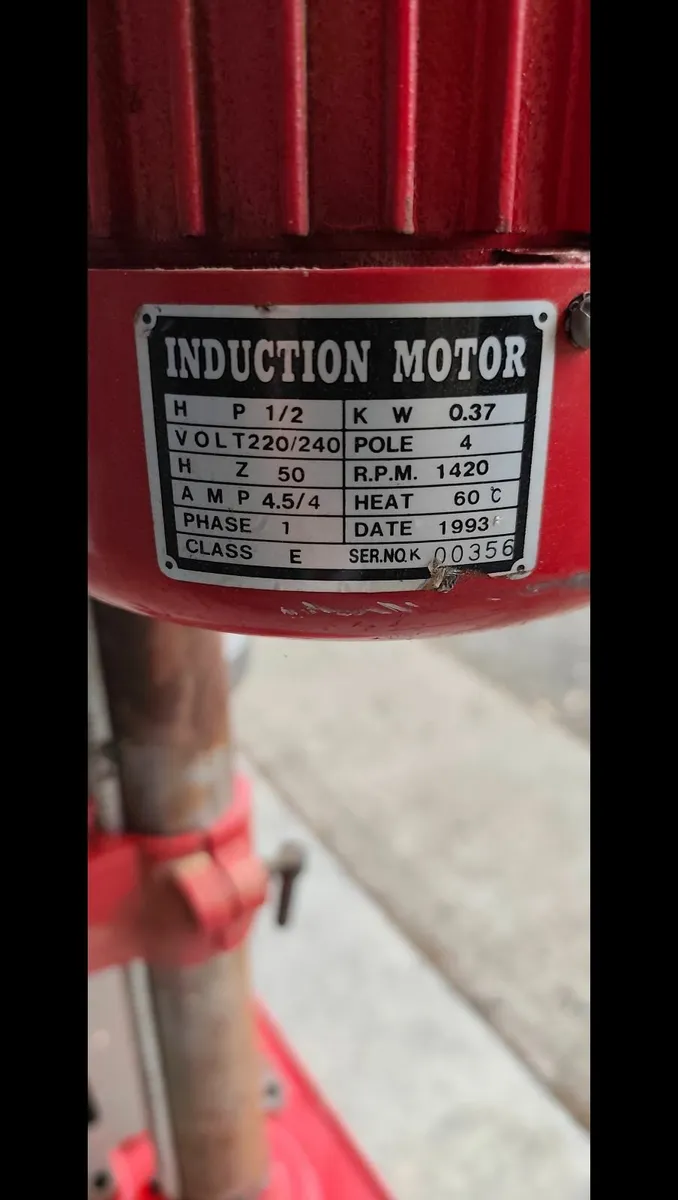 INDUCTION MOTOR
H P 1/2 K W 0.37
VOLT 220/240 POLE 4
H Z 50 R.P.M. 1420
A M P 4.5/4 HEAT 60 ℃
PHASE 1 DATE 1993
CLASS E SER.NO.K 00356